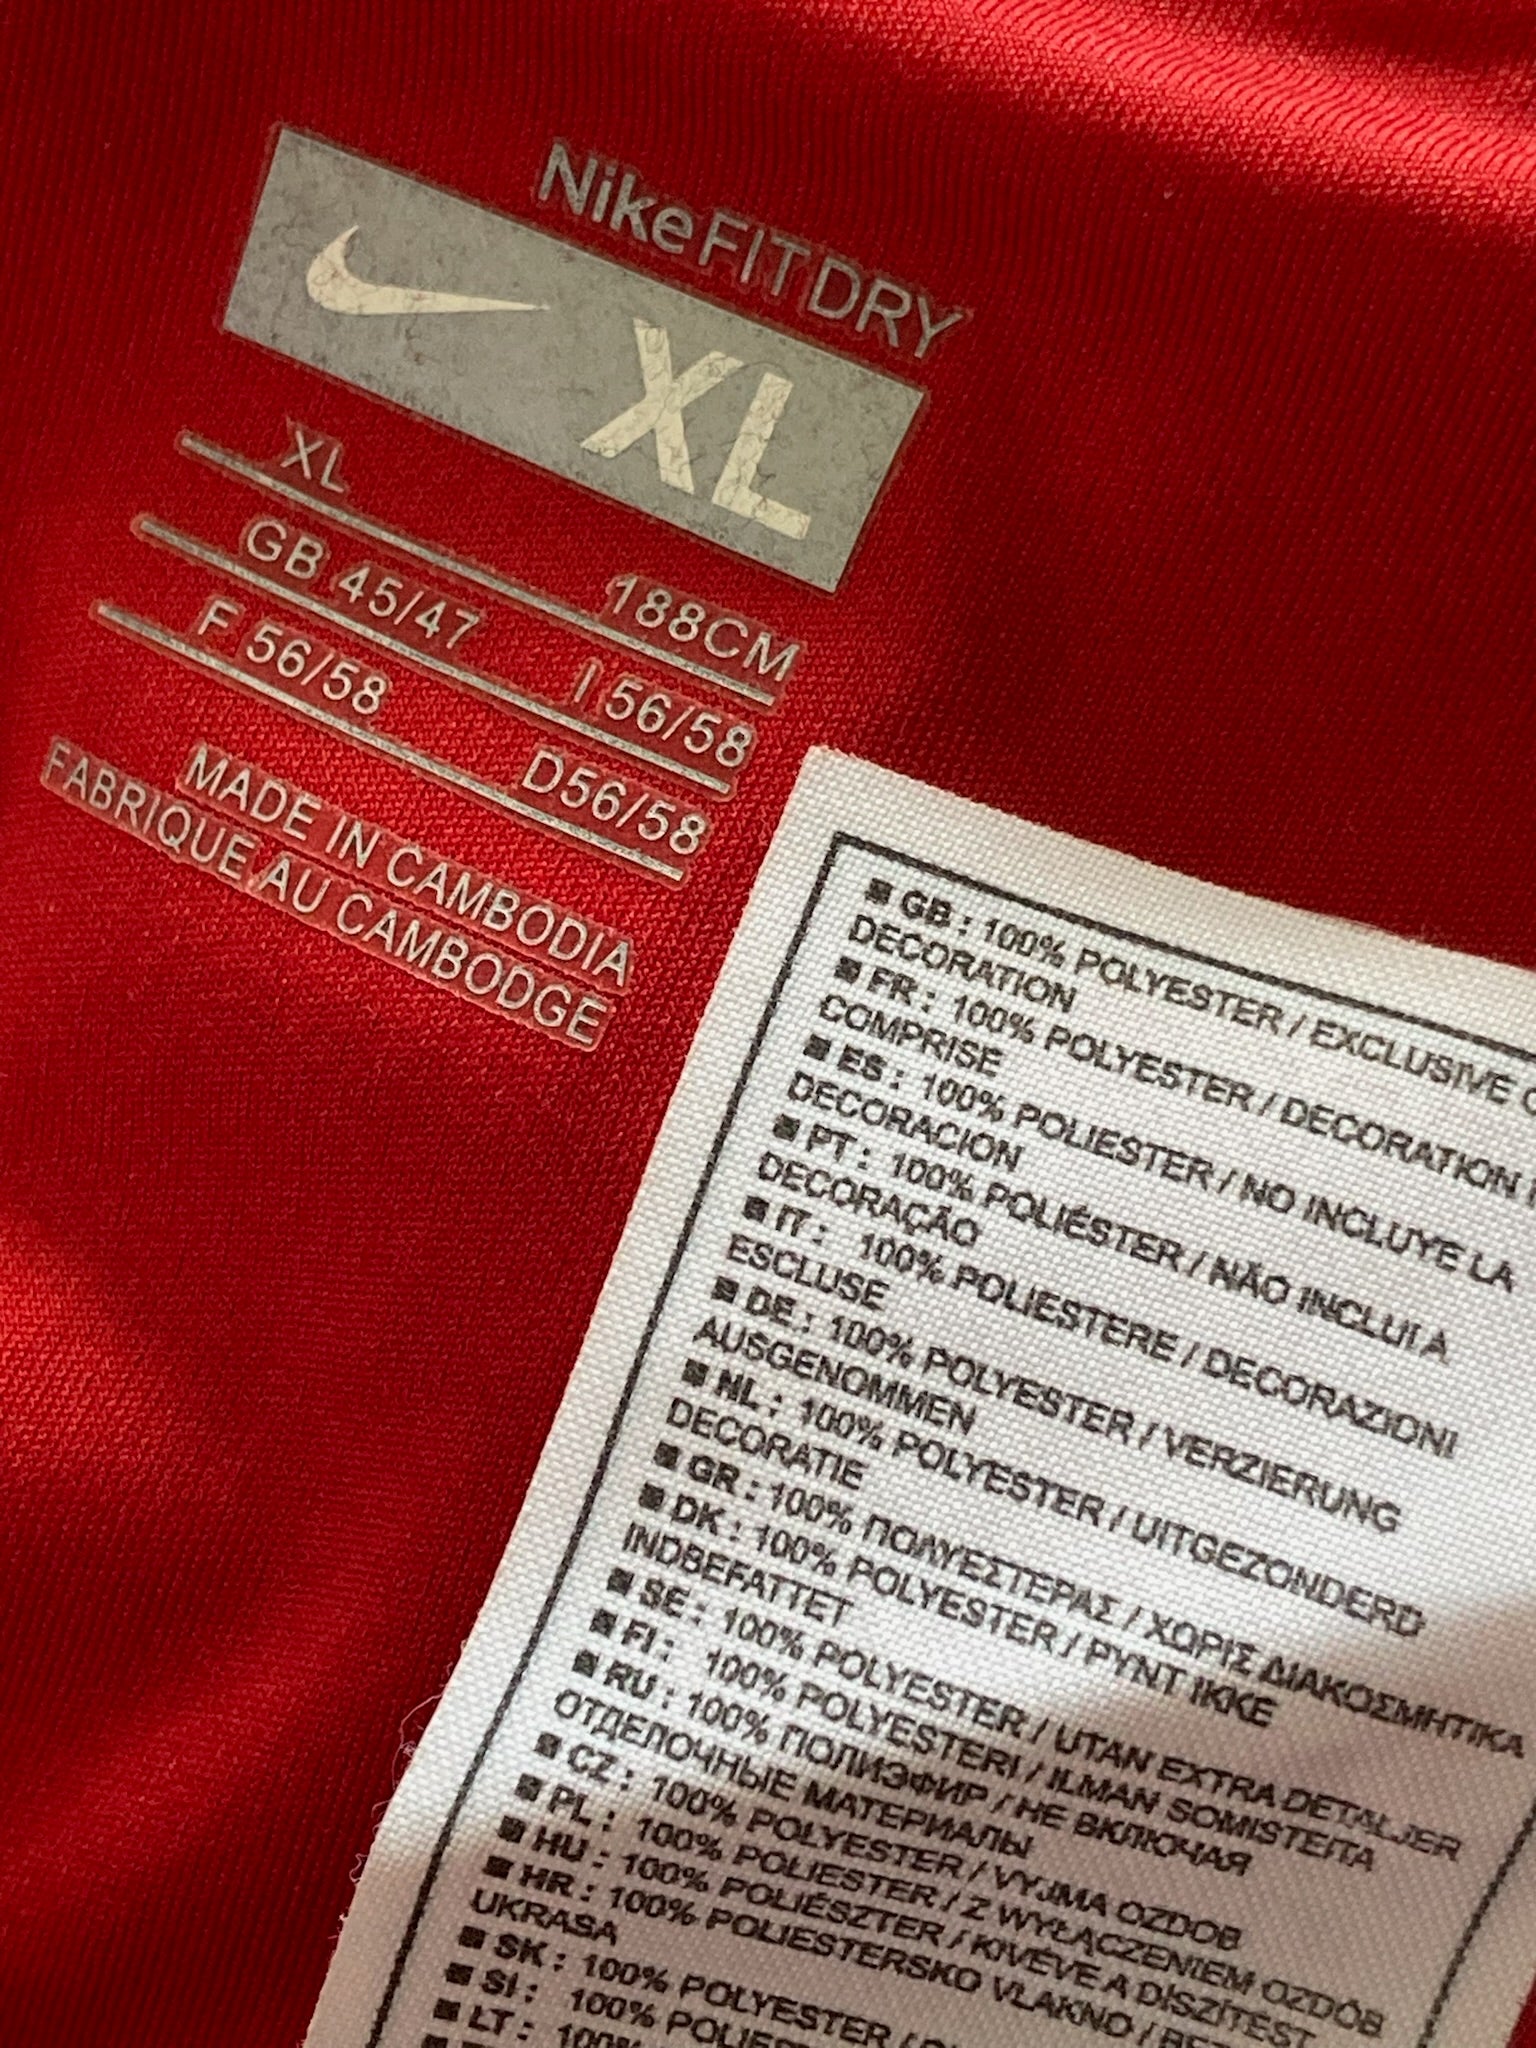 NikeFITDRY
XL
XL 188CM
GB 45/47 I 56/58
F 56/58 D56/58
MADE IN CAMBODIA
FABRIQUE AU CAMBODGE
■ GB : 100% POLYESTER / EXCLUSIVE
DECORATION
■ FR : 100% POLYESTER / DECORATION
COMPRISE
■ ES : 100% POLIESTER / NO INCLUYE LA
DECORACION
■ PT : 100% POLIÉSTER / NÃO INCLUI A
DECORAÇÃO
■ IT : 100% POLIESTERE / DECORAZIONI
ESCLUSE
■ DE : 100% POLYESTER / VERZIERUNG
AUSGENOMMEN
■ NL : 100% POLYESTER / UITGEZONDERD
DECORATIE
■ GR : 100% ΠΟΛΥΕΣΤΕΡΑΣ / ΧΩΡΙΣ ΔΙΑΚΟΣΜΗΤΙΚΑ
■ DK : 100% POLYESTER / PYNT IKKE
INDBEFATTET
■ SE : 100% POLYESTER / UTAN EXTRA DETALJER
■ FI : 100% POLYESTERI / ILMAN SOMISTEITA
■ RU : 100% ПОЛИЭФИР / НЕ ВКЛЮЧАЯ
ОТДЕЛОЧНЫЕ МАТЕРИАЛЫ
■ CZ : 100% POLYESTER / VYJMA OZDOB
■ PL : 100% POLIESTER / Z WYŁĄCZENIEM OZDÓB
■ HU : 100% POLIÉSZTER / KIVÉVE A DÍSZÍTÉST
■ HR : 100% POLIESTERSKO VLAKNO /
UKRASA
■ SK : 100% POLYESTER /
■ SI : 100%
■ LT : 100%